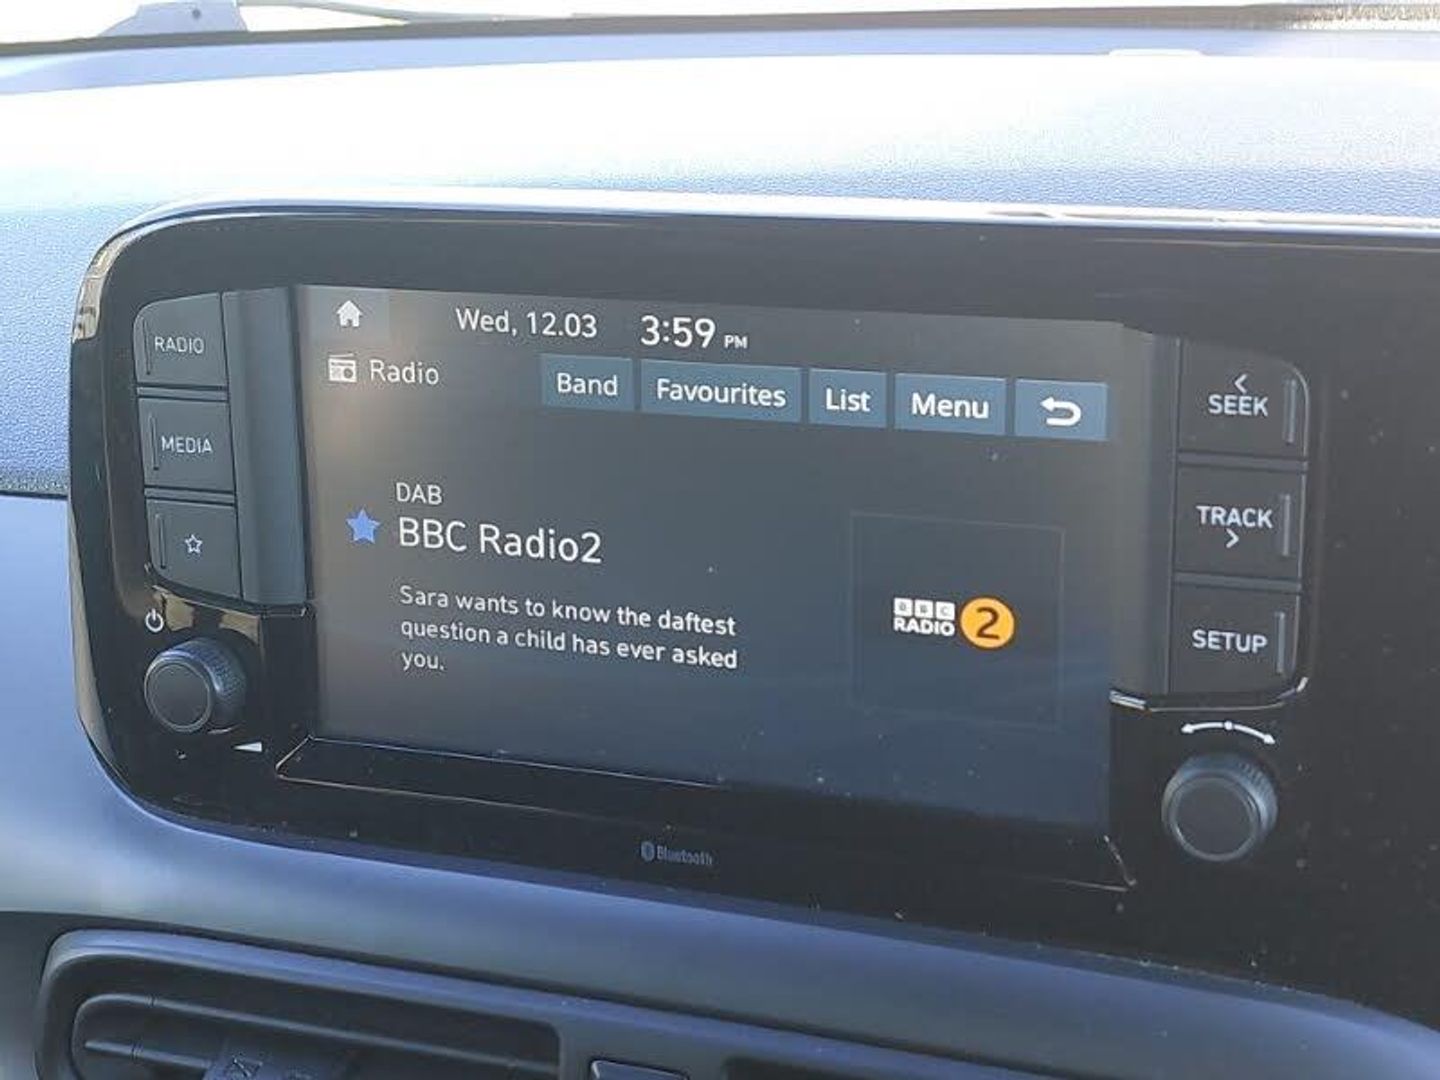 Wed, 12.03 3:59 PM
RADIO
Radio
Band Favourites List Menu
SEEK
MEDIA
DAB
BBC Radio2
TRACK
Sara wants to know the daftest
question a child has ever asked
you.
BBC
RADIO 2
SETUP
Bluetooth